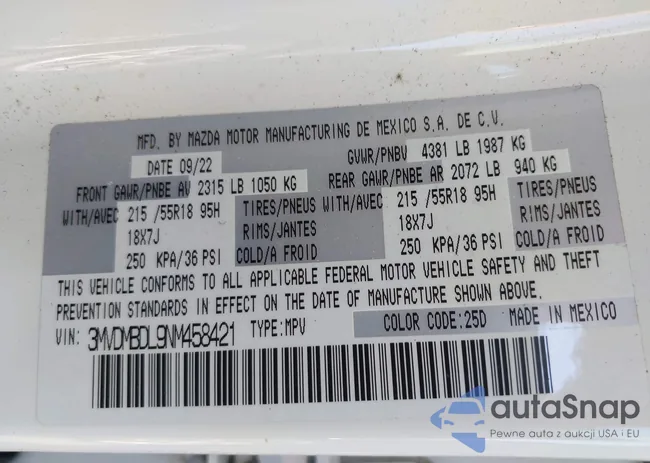 MFD. BY MAZDA MOTOR MANUFACTURING DE MEXICO S.A. DE C.V.
DATE 09/22 GVWR/PNBV 4381 LB 1987 KG
FRONT GAWR/PNBE AV 2315 LB 1050 KG REAR GAWR/PNBE AR 2072 LB 940 KG
WITH/AVEC 215 /55R18 95H TIRES/PNEUS WITH/AVEC 215 /55R18 95H TIRES/PNEUS
18X7J RIMS/JANTES 18X7J RIMS/JANTES
250 KPA/36 PSI COLD/A FROID 250 KPA/36 PSI COLD/A FROID
THIS VEHICLE CONFORMS TO ALL APPLICABLE FEDERAL MOTOR VEHICLE SAFETY AND THEFT
PREVENTION STANDARDS IN EFFECT ON THE DATE OF MANUFACTURE SHOWN ABOVE.
VIN: 3MVDMBDL9NM458421 TYPE:MPV COLOR CODE:25D MADE IN MEXICO
autaSnap
Pewne auta z aukcji USA i EU